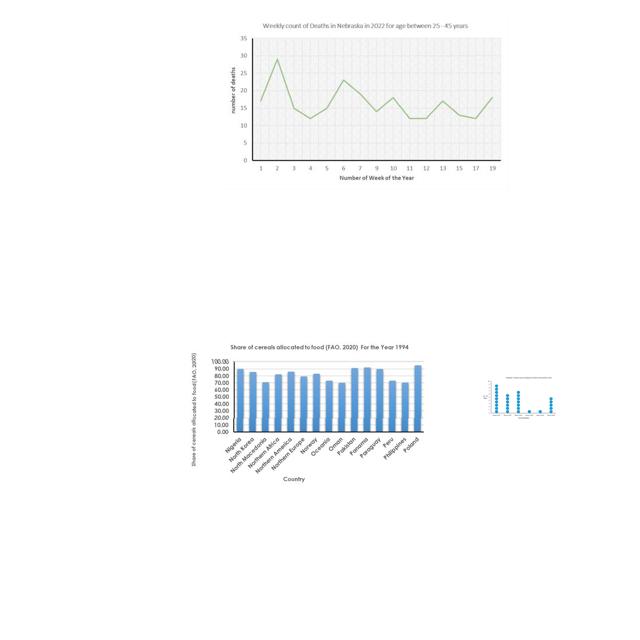 Weekly count of Deaths in Nebraska in 2022 for age between 25 - 45 years
35
30
25
20
15
10
5
0
number of deaths
1 2 3 4 5 6 7 9 10 11 12 13 15 17 19
Number of Week of the Year
Share of cereals allocated to food (FAO, 2020) For the Year 1994
Share of cereals allocated to food (FAO, 2020)
100.00
90.00
80.00
70.00
60.00
50.00
40.00
30.00
20.00
10.00
0.00
Nigeria
North Korea
North Macedonia
Northern Africa
Northern America
Northern Europe
Norway
Oceania
Oman
Pakistan
Panama
Paraguay
Peru
Philippines
Poland
Country